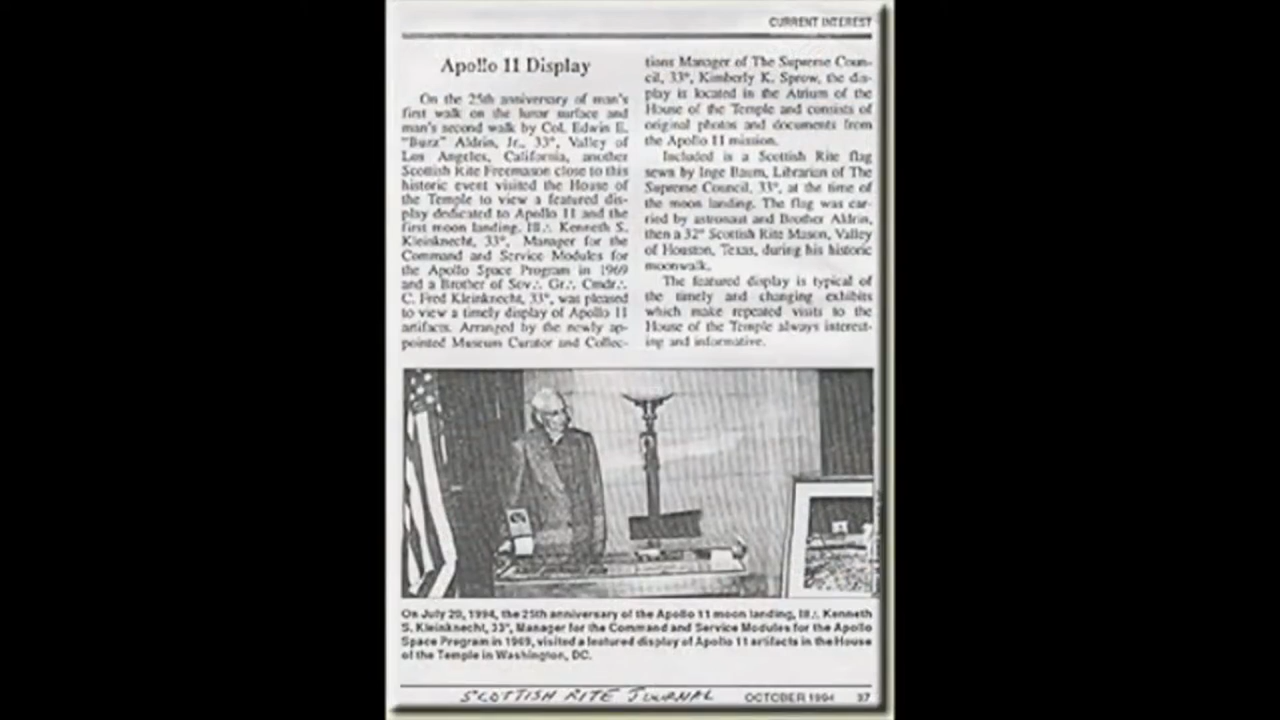 CURRENT INTEREST
Apollo 11 Display
On the 25th anniversary of man's
first walk on the lunar surface and
man's second walk by Col. Edwin E.
"Buzz" Aldrin, Jr., 33°, Valley of
Los Angeles, California, another
Scottish Rite Freemason close to this
historic event visited the House of
the Temple to view a featured dis-
play dedicated to Apollo 11 and the
first moon landing. Ill∴ Kenneth S.
Kleinknecht, 33°, Manager for the
Command and Service Modules for
the Apollo Space Program in 1969
and a Brother of Sov∴ Gr∴ Cmdr∴
C. Fred Kleinknecht, 33°, was pleased
to view a timely display of Apollo 11
artifacts. Arranged by the newly ap-
pointed Museum Curator and Collec-
tions Manager of The Supreme Coun-
cil, 33°, Kimberly K. Sprow, the dis-
play is located in the Atrium of the
House of the Temple and consists of
original photos and documents from
the Apollo 11 mission.
Included is a Scottish Rite flag
sewn by Inge Baum, Librarian of The
Supreme Council, 33°, at the time of
the moon landing. The flag was car-
ried by astronaut and Brother Aldrin,
then a 32° Scottish Rite Mason, Valley
of Houston, Texas, during his historic
moonwalk.
The featured display is typical of
the timely and changing exhibits
which make repeated visits to the
House of the Temple always interest-
ing and informative.
On July 20, 1994, the 25th anniversary of the Apollo 11 moon landing, Ill∴ Kenneth
S. Kleinknecht, 33°, Manager for the Command and Service Modules for the Apollo
Space Program in 1969, visited a featured display of Apollo 11 artifacts in the House
of the Temple in Washington, DC.
SCOTTISH RITE JOURNAL OCTOBER 1994 37